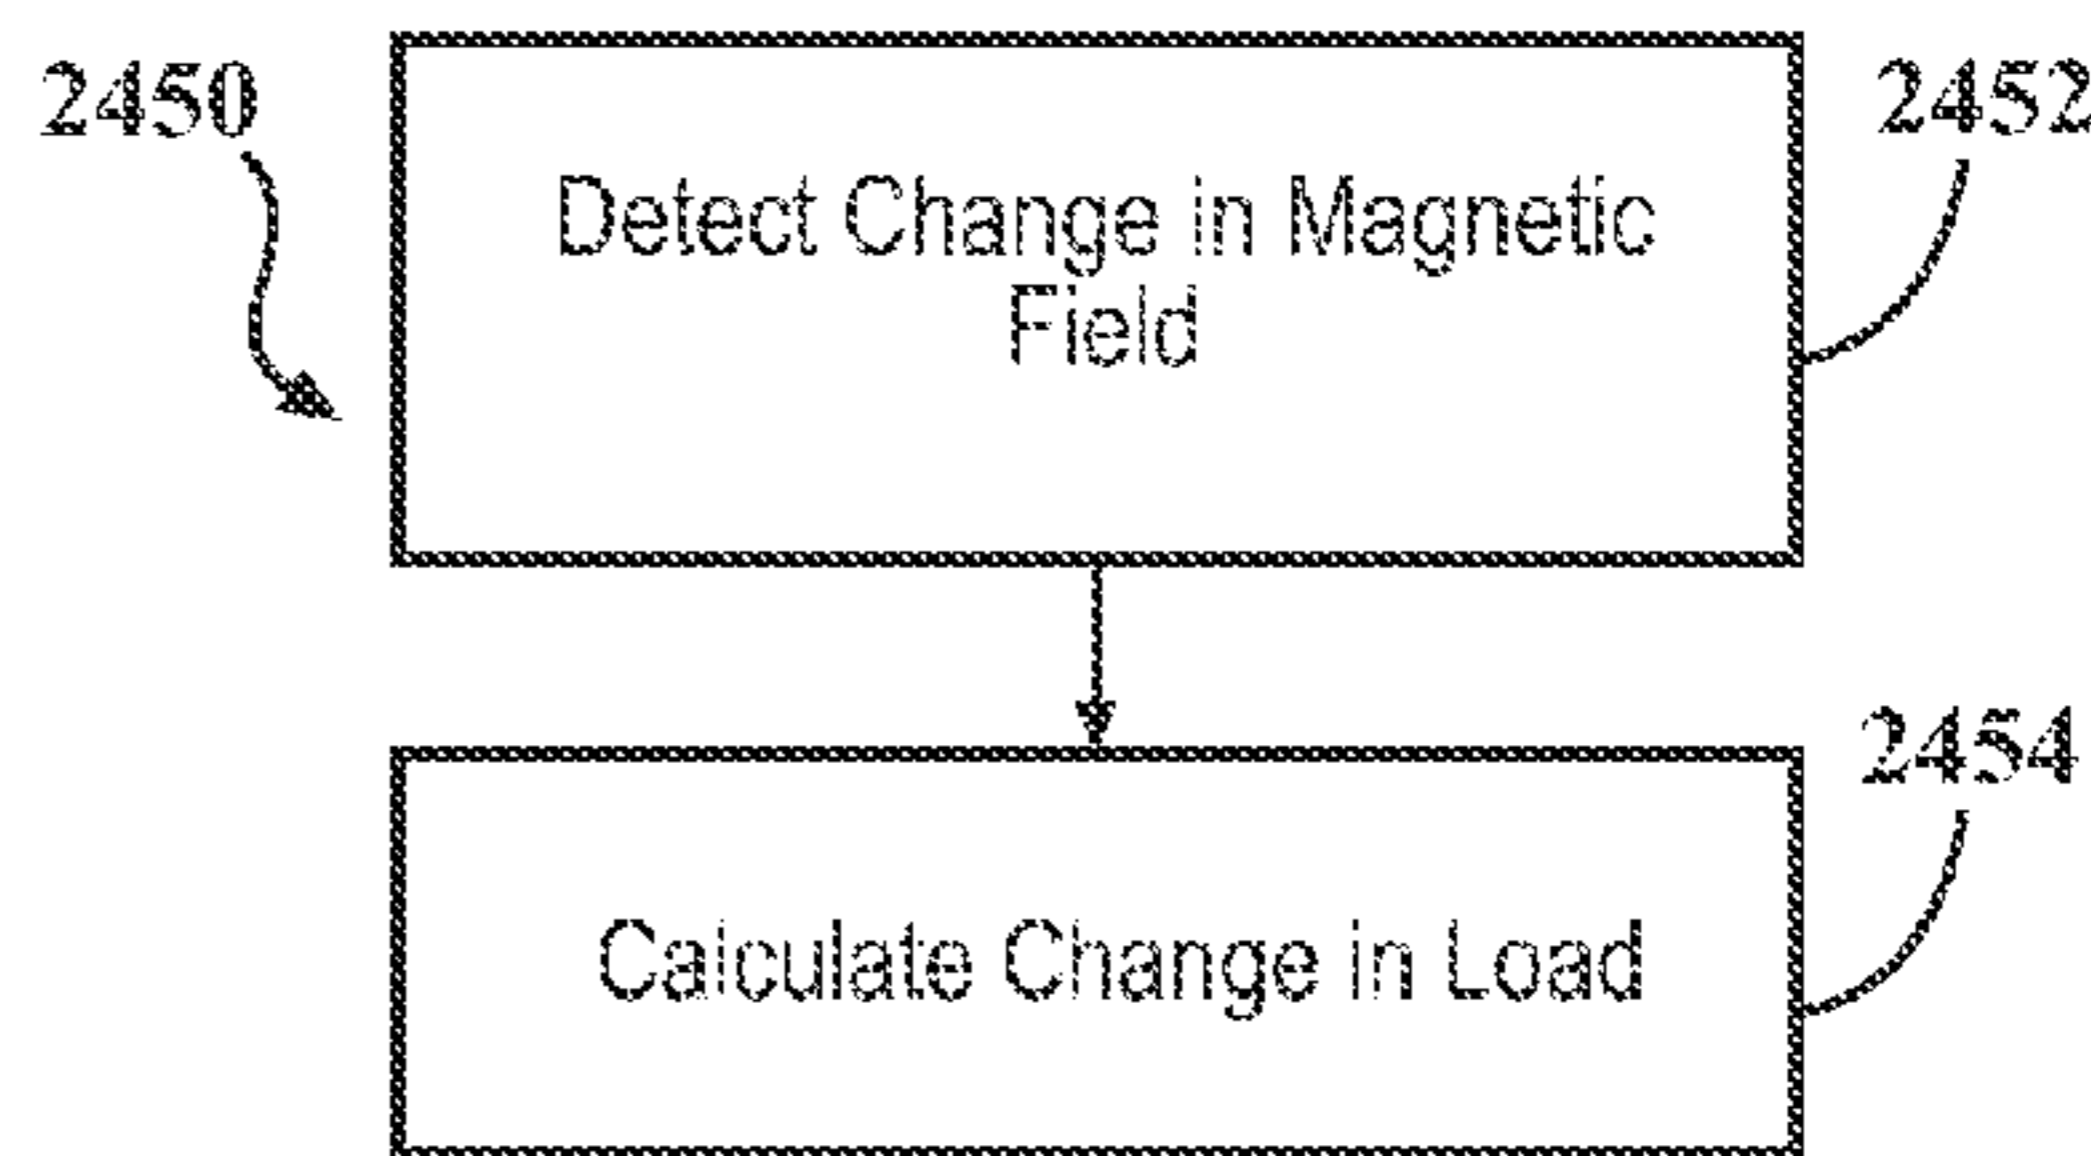 2450
2452
Detect Change in Magnetic
Field
2454
Calculate Change in Load